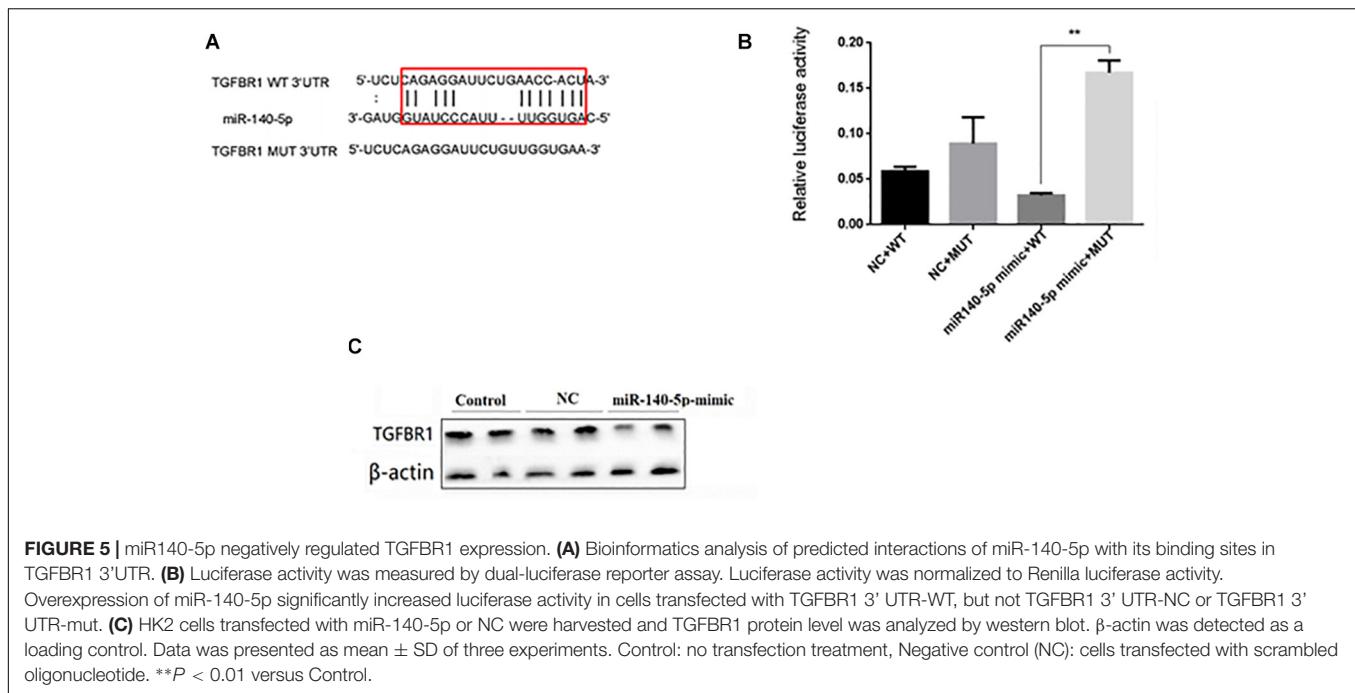 A
TGFBR1 WT 3'UTR 5'-UCUCAGAGGAUUCUGAACC-ACUA-3'
miR-140-5p 3'-GAUGGUAUCCCAUU--UUGGUGAC-5'
TGFBR1 MUT 3'UTR 5'-UCUCAGAGGAUUCUGUUGGUGAA-3'
B
**
Relative luciferase activity
0.20
0.15
0.10
0.05
0.00
NC+WT
NC+MUT
miR140-5p mimic+WT
miR140-5p mimic+MUT
C
Control NC miR-140-5p-mimic
TGFBR1
β-actin
FIGURE 5 | miR140-5p negatively regulated TGFBR1 expression. (A) Bioinformatics analysis of predicted interactions of miR-140-5p with its binding sites in
TGFBR1 3'UTR. (B) Luciferase activity was measured by dual-luciferase reporter assay. Luciferase activity was normalized to Renilla luciferase activity.
Overexpression of miR-140-5p significantly increased luciferase activity in cells transfected with TGFBR1 3' UTR-WT, but not TGFBR1 3' UTR-NC or TGFBR1 3'
UTR-mut. (C) HK2 cells transfected with miR-140-5p or NC were harvested and TGFBR1 protein level was analyzed by western blot. β-actin was detected as a
loading control. Data was presented as mean ± SD of three experiments. Control: no transfection treatment, Negative control (NC): cells transfected with scrambled
oligonucleotide. **P < 0.01 versus Control.